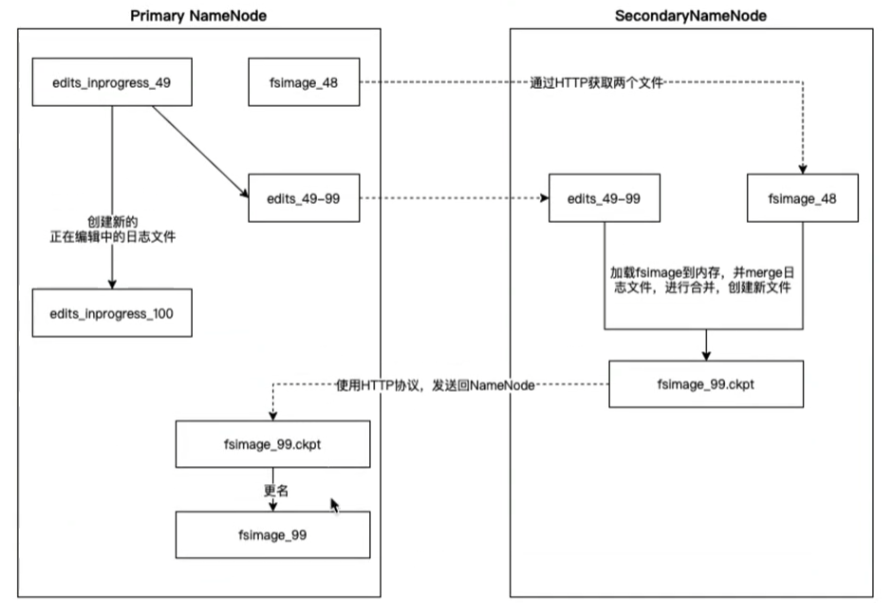 Primary NameNode
SecondaryNameNode
edits_inprogress_49
fsimage_48
通过HTTP获取两个文件
edits_49-99
edits_49-99
fsimage_48
创建新的
正在编辑中的日志文件
加载fsimage到内存，并merge日
志文件，进行合并，创建新文件
edits_inprogress_100
使用HTTP协议，发送回NameNode
fsimage_99.ckpt
fsimage_99.ckpt
更名
fsimage_99